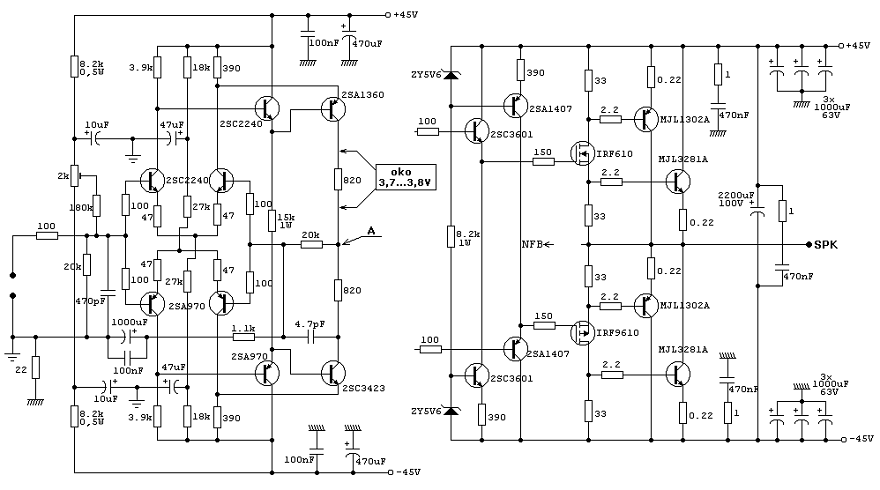 +45V
8.2k
0,5W
3.9k
18k
390
100nF
470uF
2SA1360
2SC2240
10uF
47uF
2k
2SC2240
oko
3,7...3,8V
820
180k
100
47
27k
47
100
15k
1W
100
20k
A
20k
47
27k
47
100
100
820
470pF
2SA970
1000uF
1.1k
4.7pF
100nF
2SA970
22
47uF
10uF
2SC3423
8.2k
0,5W
3.9k
18k
390
100nF
470uF
-45V
+45V
2Y5V6
390
33
0.22
1
3x
1000uF
63V
2SA1407
2.2
MJL1302A
470nF
100
2SC3601
150
IRF610
MJL3281A
2.2
2200uF
100V
33
0.22
1
8.2k
1W
NFB
SPK
33
0.22
470nF
2.2
MJL1302A
150
IRF9610
100
2SA1407
MJL3281A
2SC3601
2.2
3x
1000uF
63V
470nF
2Y5V6
390
33
0.22
1
-45V